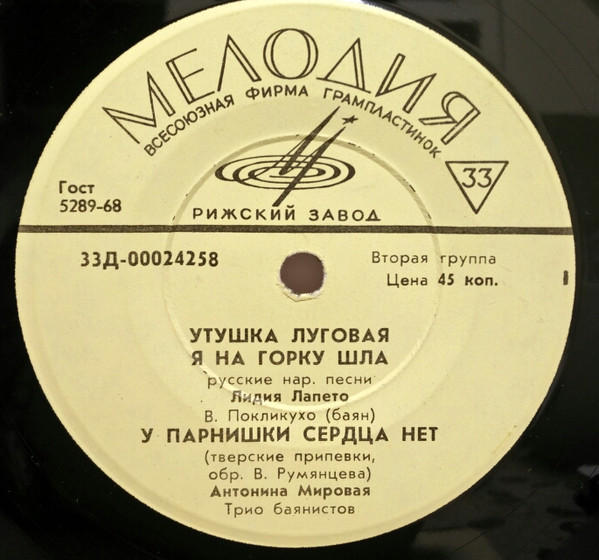 МЕЛОДИЯ
ВСЕСОЮЗНАЯ ФИРМА ГРАМПЛАСТИНОК
33
Гост
5289-68
РИЖСКИЙ ЗАВОД
33Д-00024258
Вторая группа
Цена 45 коп.
УТУШКА ЛУГОВАЯ
Я НА ГОРКУ ШЛА
русские нар. песни
Лидия Лапето
В. Покликухо (баян)
У ПАРНИШКИ СЕРДЦА НЕТ
(тверские припевки,
обр. В. Румянцева)
Антонина Мировая
Трио баянистов